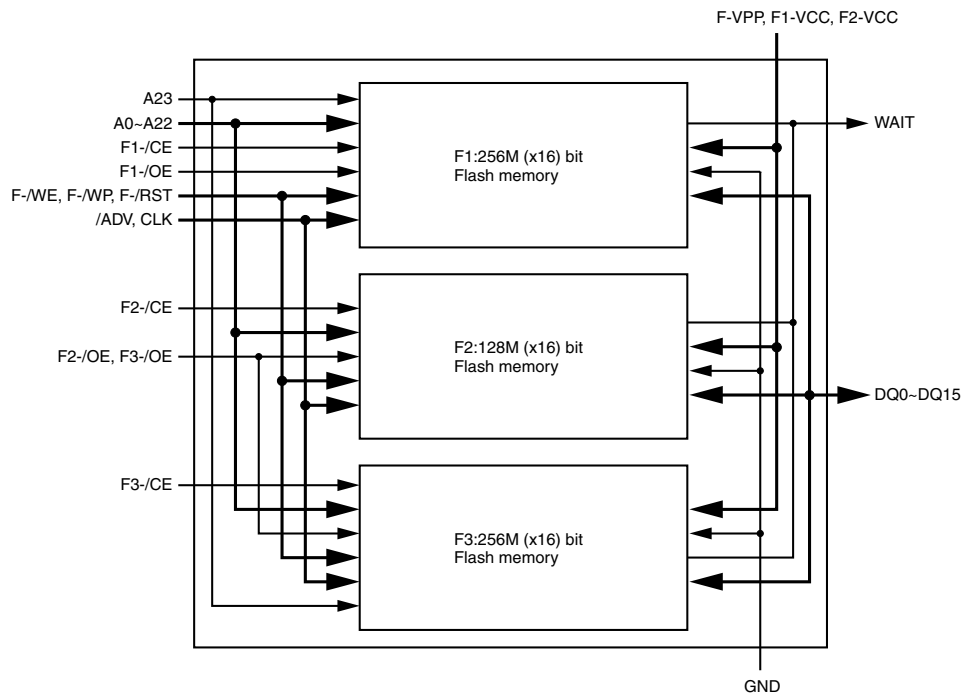 F-VPP, F1-VCC, F2-VCC
A23
A0~A22
F1-/CE
F1-/OE
F-/WE, F-/WP, F-/RST
/ADV, CLK
F1:256M (x16) bit
Flash memory
WAIT
F2-/CE
F2-/OE, F3-/OE
F2:128M (x16) bit
Flash memory
DQ0~DQ15
F3-/CE
F3:256M (x16) bit
Flash memory
GND